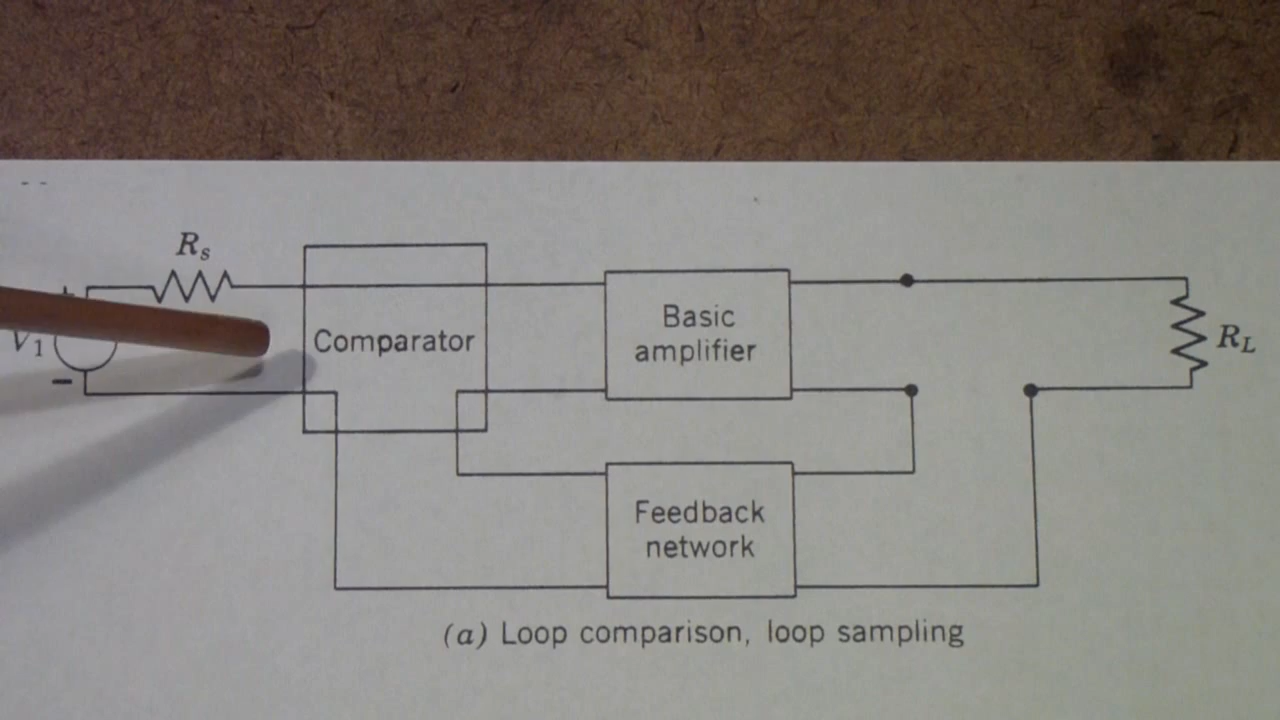 R_s
+
V_1
−
Comparator
Basic
amplifier
R_L
Feedback
network
(a) Loop comparison, loop sampling